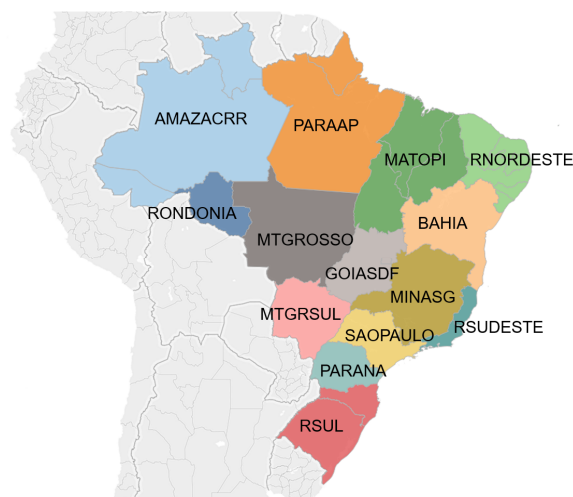 AMAZACRR
PARAAP
MATOPI
RNORDESTE
RONDONIA
BAHIA
MTGROSSO
GOIASDF
MINASG
MTGRSUL
RSUDESTE
SAOPAULO
PARANA
RSUL